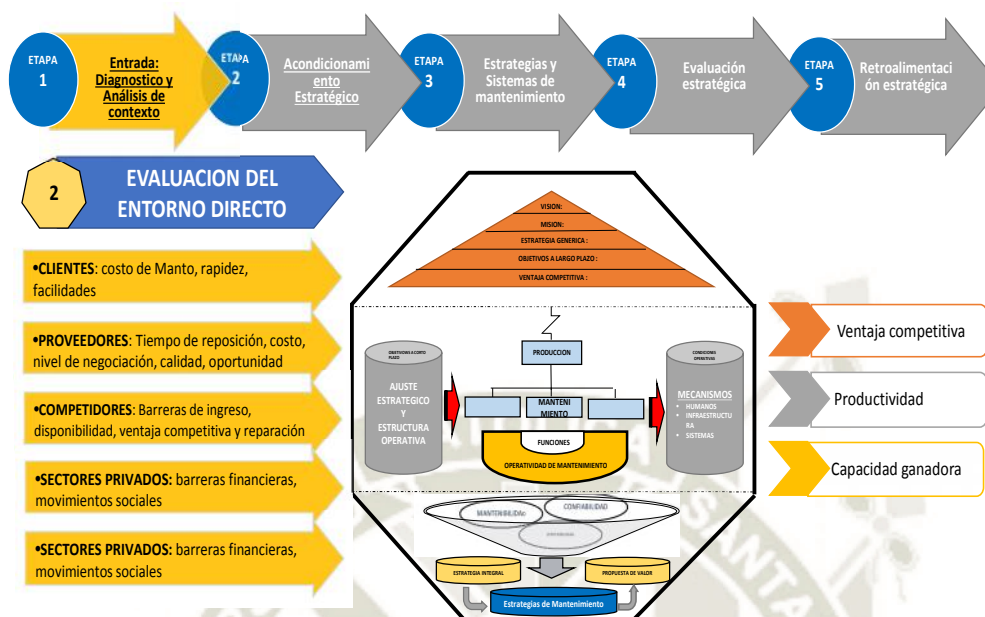 ETAPA
1
Entrada:
Diagnostico y
Análisis de
contexto
ETAPA
2
Acondicionami
ento
Estratégico
ETAPA
3
Estrategias y
Sistemas de
mantenimiento
ETAPA
4
Evaluación
estratégica
ETAPA
5
Retroalimentaci
ón estratégica
2
EVALUACION DEL
ENTORNO DIRECTO
•CLIENTES: costo de Manto, rapidez,
facilidades
•PROVEEDORES: Tiempo de reposición, costo,
nivel de negociación, calidad, oportunidad
•COMPETIDORES: Barreras de ingreso,
disponibilidad, ventaja competitiva y reparación
•SECTORES PRIVADOS: barreras financieras,
movimientos sociales
•SECTORES PRIVADOS: barreras financieras,
movimientos sociales
VISION:
MISION:
ESTRATEGIA GENERICA :
OBJETIVOS A LARGO PLAZO :
VENTAJA COMPETITIVA :
OBJETIVOS A CORTO
PLAZO
AJUSTE
ESTRATEGICO
Y
ESTRUCTURA
OPERATIVA
PRODUCCION
MANTENI
MIENTO
FUNCIONES
OPERATIVIDAD DE MANTENIMIENTO
CONDICIONES
OPERATIVAS
MECANISMOS
• HUMANOS
• INFRAESTRUCTU
RA
• SISTEMAS
MANTENIBILIDAD
CONFIABILIDAD
ESTRATEGIA INTEGRAL
PROPUESTA DE VALOR
Estrategias de Mantenimiento
Ventaja competitiva
Productividad
Capacidad ganadora
SANTA